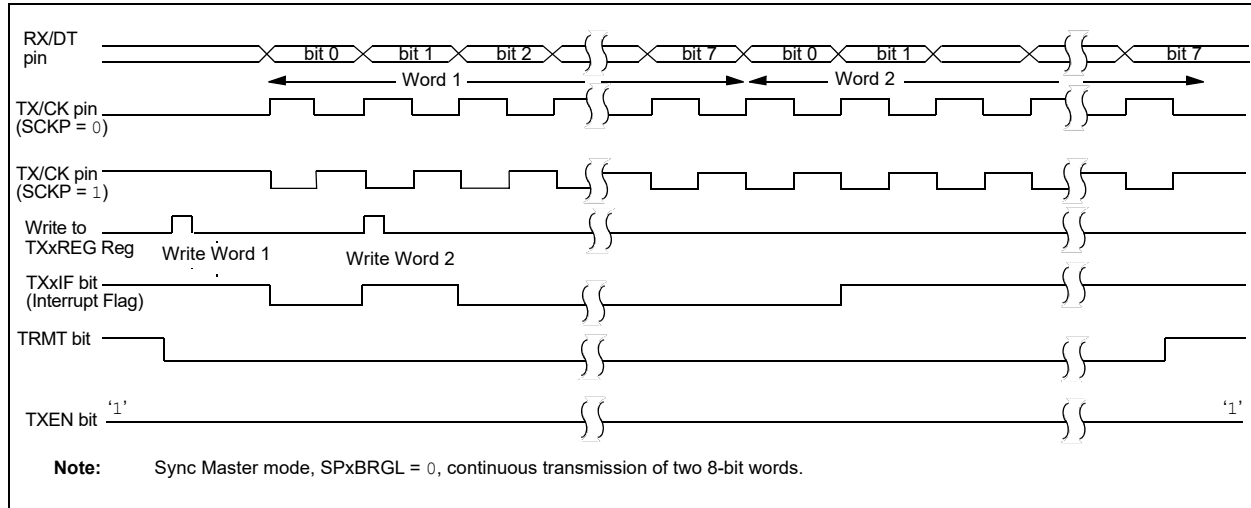 RX/DT
pin
bit 0 bit 1 bit 2 bit 7 bit 0 bit 1 bit 7
Word 1 Word 2
TX/CK pin
(SCKP = 0)
TX/CK pin
(SCKP = 1)
Write to
TXxREG Reg
Write Word 1 Write Word 2
TXxIF bit
(Interrupt Flag)
TRMT bit
‘1’ ‘1’
TXEN bit
Note: Sync Master mode, SPxBRGL = 0, continuous transmission of two 8-bit words.